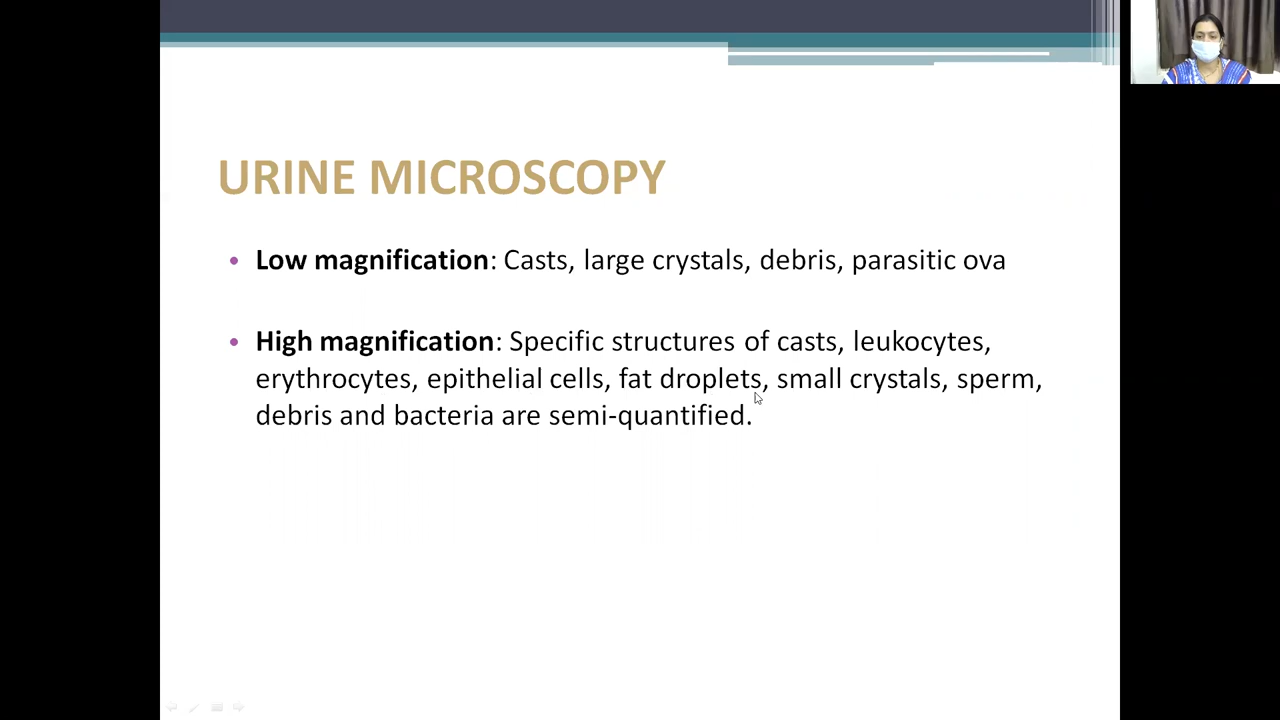 URINE MICROSCOPY
• Low magnification: Casts, large crystals, debris, parasitic ova
• High magnification: Specific structures of casts, leukocytes,
erythrocytes, epithelial cells, fat droplets, small crystals, sperm,
debris and bacteria are semi-quantified.